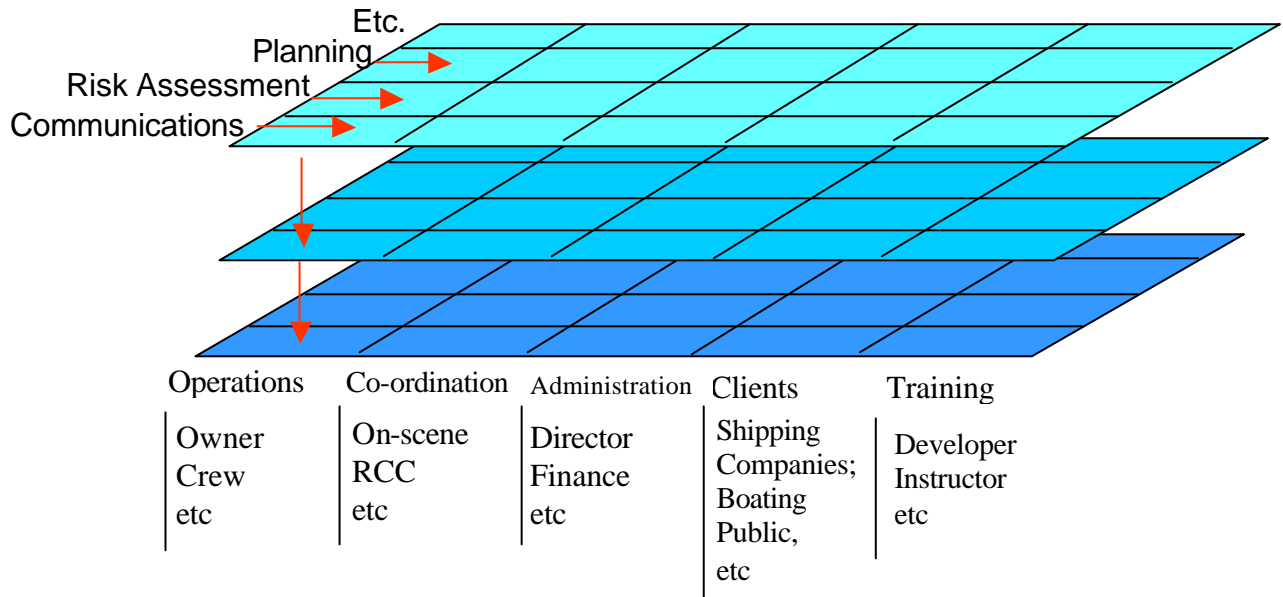 Etc.
Planning
Risk Assessment
Communications
Operations
Owner
Crew
etc
Co-ordination
On-scene
RCC
etc
Administration
Director
Finance
etc
Clients
Shipping
Companies;
Boating
Public,
etc
Training
Developer
Instructor
etc